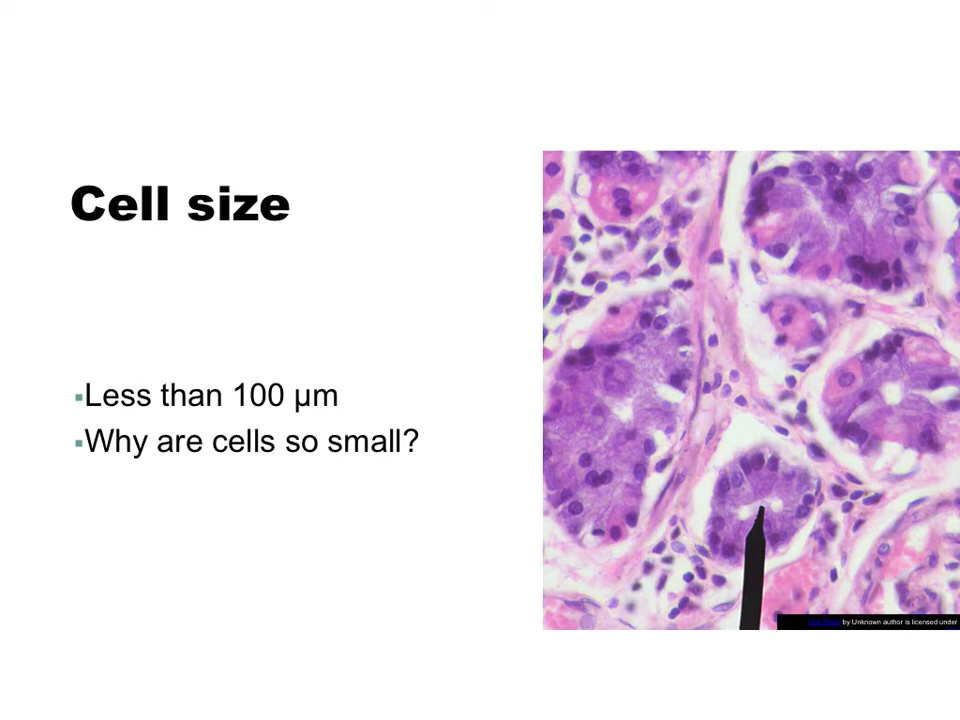 Cell size
▪Less than 100 µm
▪Why are cells so small?
by Unknown author is licensed under